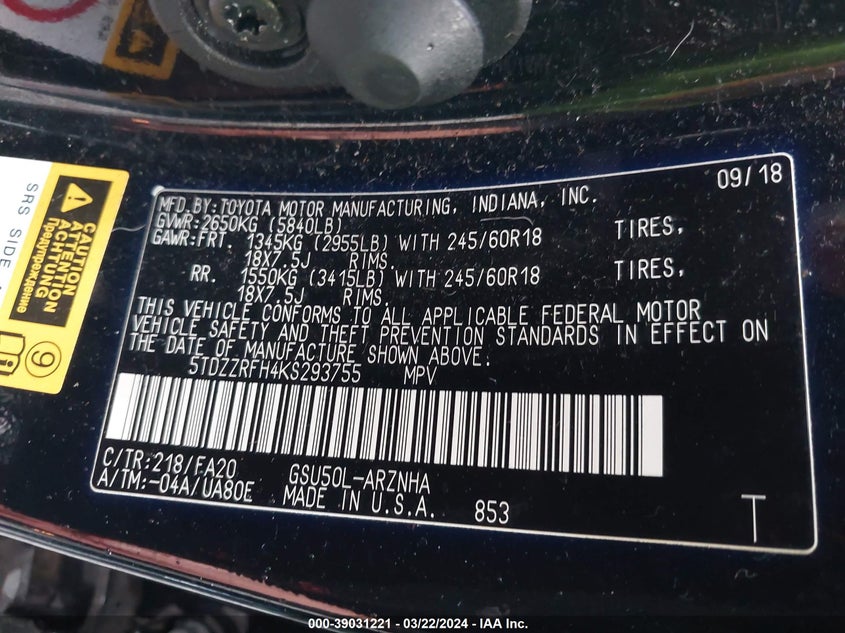 MFD.BY:TOYOTA MOTOR MANUFACTURING, INDIANA, INC. 09/18
GVWR:2650KG (5840LB)
GAWR:FRT. 1345KG (2955LB) WITH 245/60R18 TIRES,
18X7.5J RIMS.
RR. 1550KG (3415LB) WITH 245/60R18 TIRES,
18X7.5J RIMS.
THIS VEHICLE CONFORMS TO ALL APPLICABLE FEDERAL MOTOR
VEHICLE SAFETY AND THEFT PREVENTION STANDARDS IN EFFECT ON
THE DATE OF MANUFACTURE SHOWN ABOVE.
5TDZZRFH4KS293755 MPV
C/TR:218/FA20 GSU50L-ARZNHA
A/TM:-04A/UA80E MADE IN U.S.A. 853 T
SRS SIDE
CAUTION
ATTENTION
ACHTUNG
Предупреждение
9
000-39031221 - 03/22/2024 - IAA Inc.